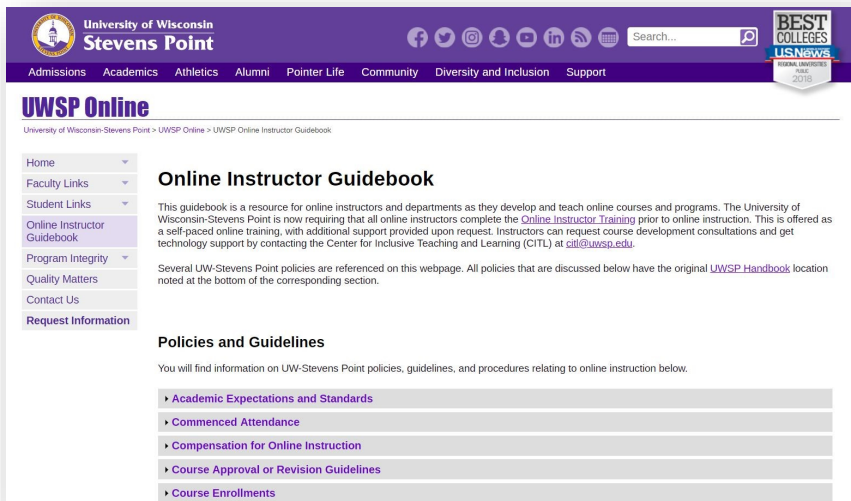 University of Wisconsin
Stevens Point
Search...
BEST
COLLEGES
U.S.News
REGIONAL UNIVERSITIES
PUBLIC
2018
Admissions Academics Athletics Alumni Pointer Life Community Diversity and Inclusion Support
UWSP Online
University of Wisconsin-Stevens Point > UWSP Online > UWSP Online Instructor Guidebook
Home
Faculty Links
Student Links
Online Instructor
Guidebook
Program Integrity
Quality Matters
Contact Us
Request Information
Online Instructor Guidebook
This guidebook is a resource for online instructors and departments as they develop and teach online courses and programs. The University of
Wisconsin-Stevens Point is now requiring that all online instructors complete the Online Instructor Training prior to online instruction. This is offered as
a self-paced online training, with additional support provided upon request. Instructors can request course development consultations and get
technology support by contacting the Center for Inclusive Teaching and Learning (CITL) at citl@uwsp.edu.
Several UW-Stevens Point policies are referenced on this webpage. All policies that are discussed below have the original UWSP Handbook location
noted at the bottom of the corresponding section.
Policies and Guidelines
You will find information on UW-Stevens Point policies, guidelines, and procedures relating to online instruction below.
Academic Expectations and Standards
Commenced Attendance
Compensation for Online Instruction
Course Approval or Revision Guidelines
Course Enrollments